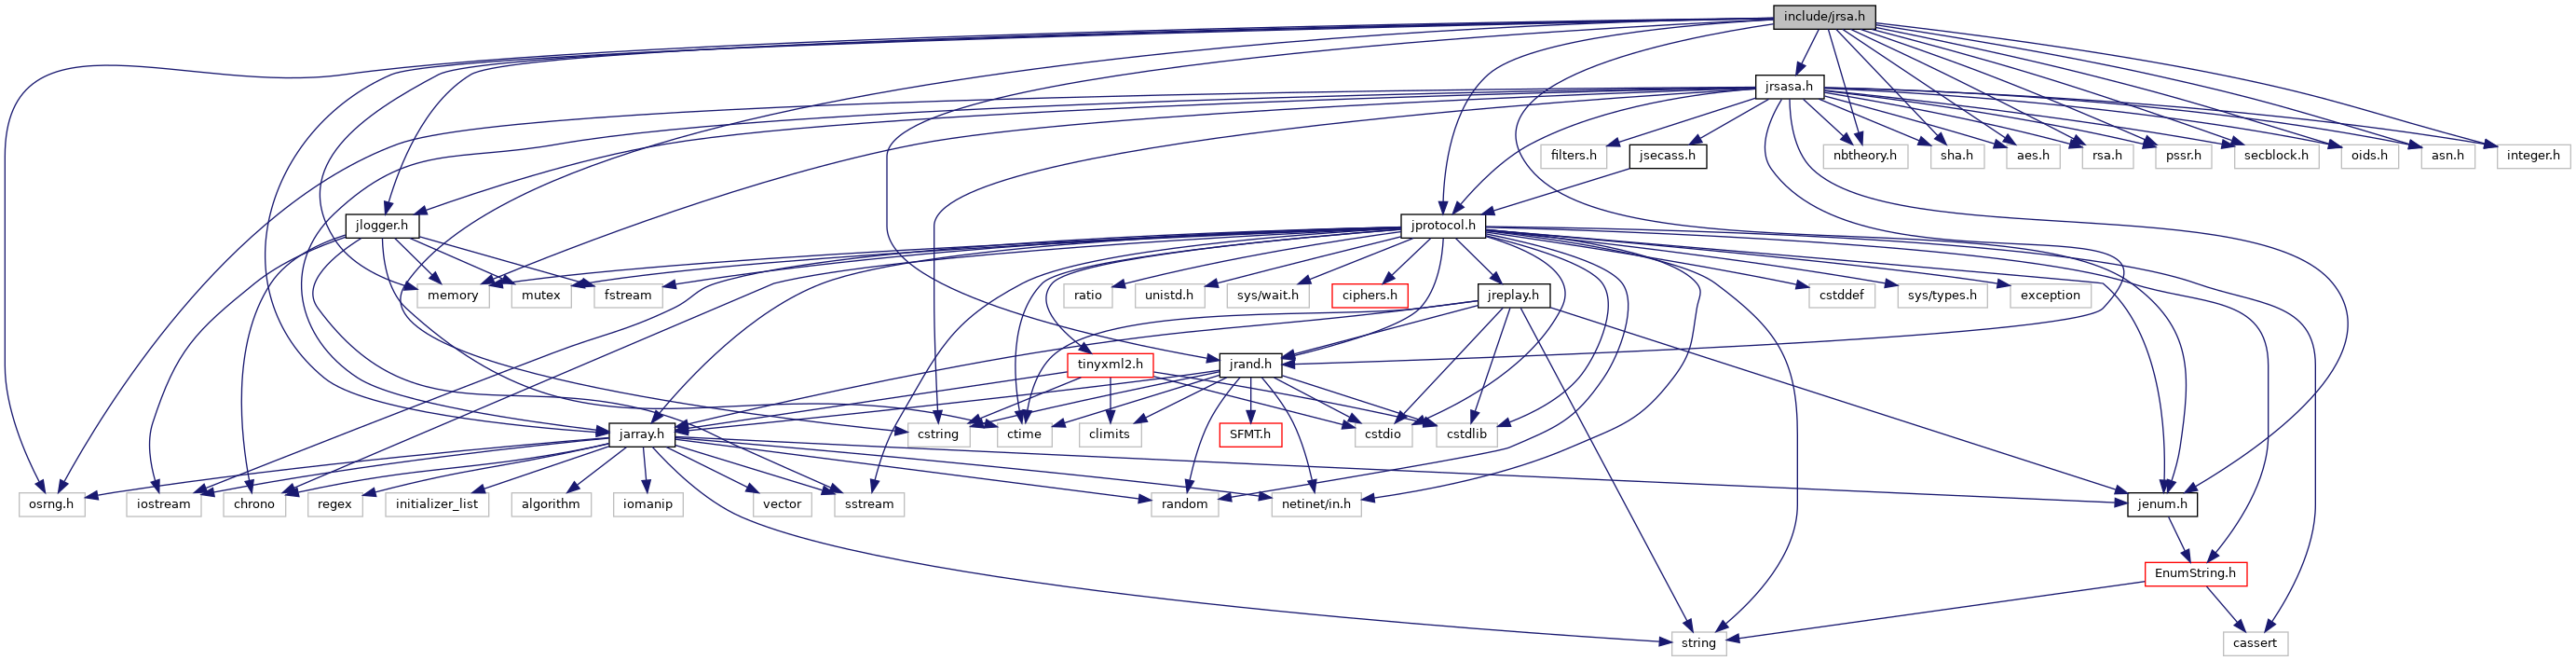 include/jrsa.h
jrsasa.h
filters.h
jsecass.h
nbtheory.h
sha.h
aes.h
rsa.h
pssr.h
secblock.h
oids.h
asn.h
integer.h
jlogger.h
jprotocol.h
memory
mutex
fstream
ratio
unistd.h
sys/wait.h
ciphers.h
jreplay.h
cstddef
sys/types.h
exception
tinyxml2.h
jrand.h
jarray.h
cstring
ctime
climits
SFMT.h
cstdio
cstdlib
osrng.h
iostream
chrono
regex
initializer_list
algorithm
iomanip
vector
sstream
random
netinet/in.h
jenum.h
EnumString.h
string
cassert